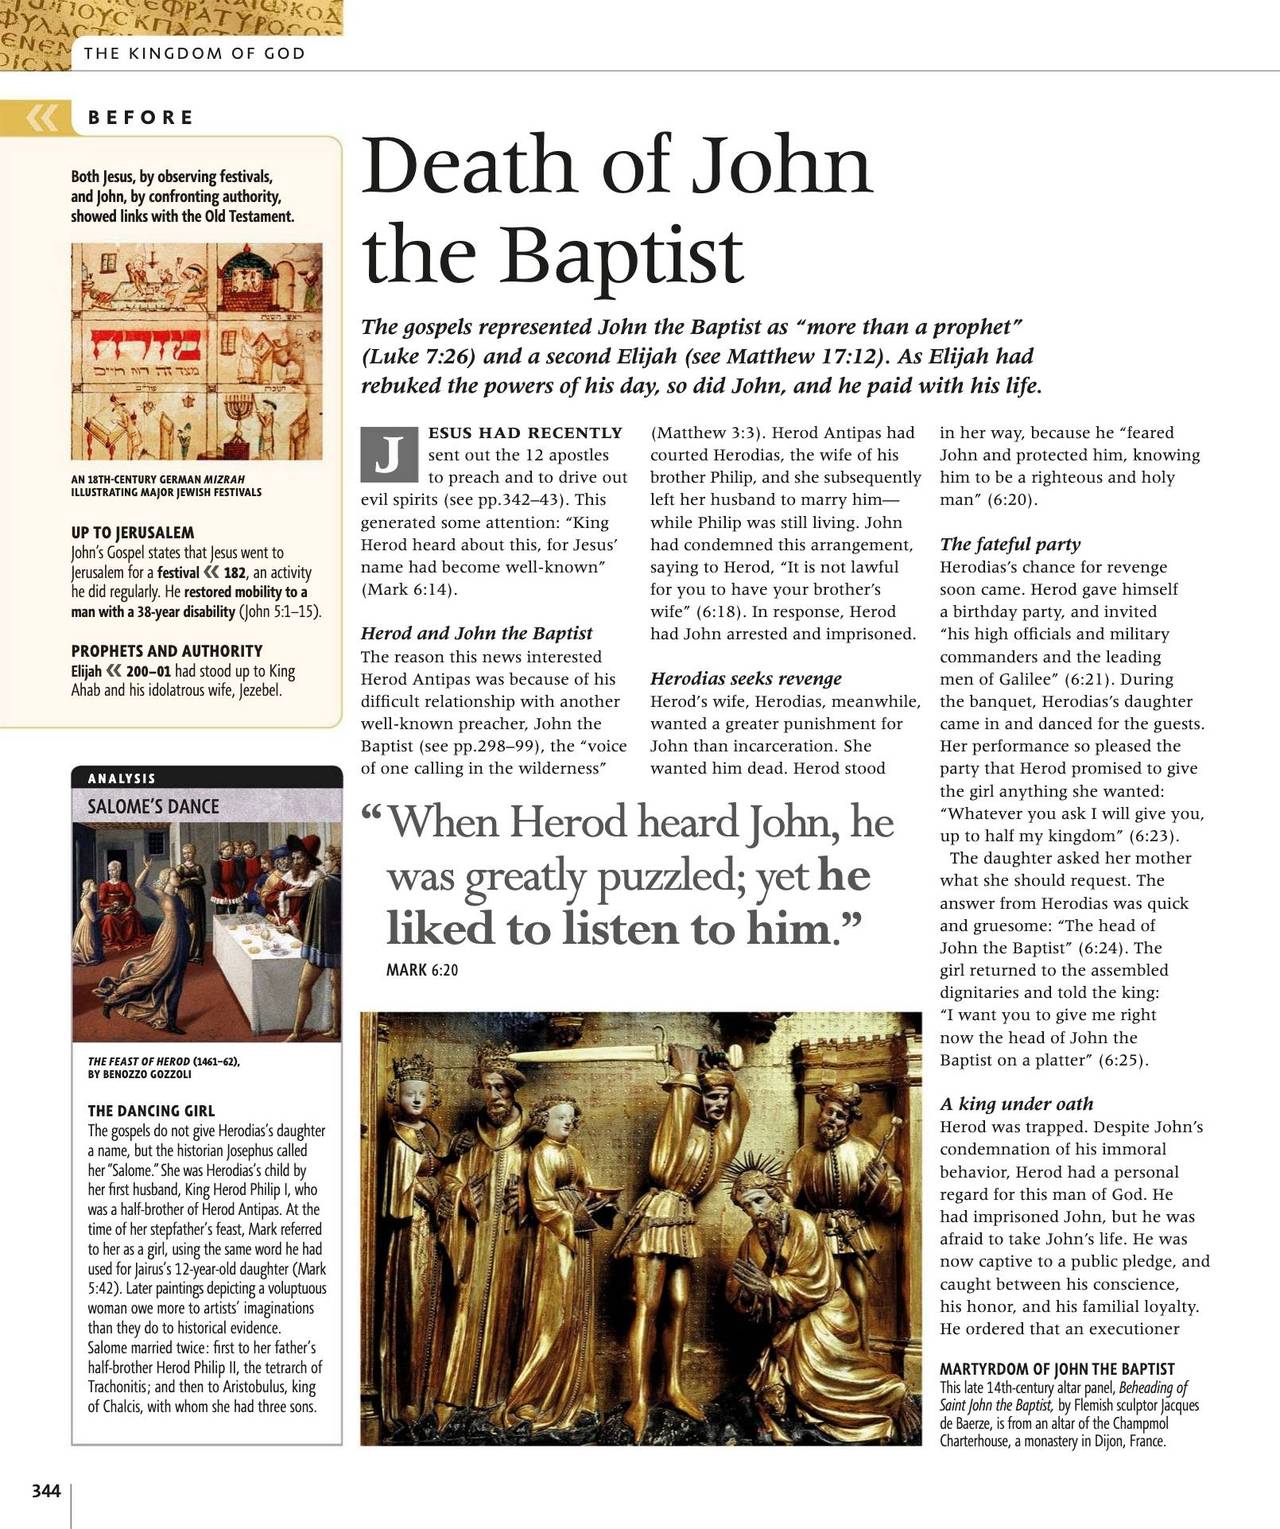 THE KINGDOM OF GOD
BEFORE
Both Jesus, by observing festivals,
and John, by confronting authority,
showed links with the Old Testament.
מזרח
AN 18TH-CENTURY GERMAN MIZRAH
ILLUSTRATING MAJOR JEWISH FESTIVALS
UP TO JERUSALEM
John’s Gospel states that Jesus went to
Jerusalem for a festival « 182, an activity
he did regularly. He restored mobility to a
man with a 38-year disability (John 5:1–15).
PROPHETS AND AUTHORITY
Elijah « 200–01 had stood up to King
Ahab and his idolatrous wife, Jezebel.
Death of John
the Baptist
The gospels represented John the Baptist as “more than a prophet”
(Luke 7:26) and a second Elijah (see Matthew 17:12). As Elijah had
rebuked the powers of his day, so did John, and he paid with his life.
JESUS HAD RECENTLY
sent out the 12 apostles
to preach and to drive out
evil spirits (see pp.342–43). This
generated some attention: “King
Herod heard about this, for Jesus’
name had become well-known”
(Mark 6:14).
Herod and John the Baptist
The reason this news interested
Herod Antipas was because of his
difficult relationship with another
well-known preacher, John the
Baptist (see pp.298–99), the “voice
of one calling in the wilderness”
(Matthew 3:3). Herod Antipas had
courted Herodias, the wife of his
brother Philip, and she subsequently
left her husband to marry him—
while Philip was still living. John
had condemned this arrangement,
saying to Herod, “It is not lawful
for you to have your brother’s
wife” (6:18). In response, Herod
had John arrested and imprisoned.
Herodias seeks revenge
Herod’s wife, Herodias, meanwhile,
wanted a greater punishment for
John than incarceration. She
wanted him dead. Herod stood
in her way, because he “feared
John and protected him, knowing
him to be a righteous and holy
man” (6:20).
The fateful party
Herodias’s chance for revenge
soon came. Herod gave himself
a birthday party, and invited
“his high officials and military
commanders and the leading
men of Galilee” (6:21). During
the banquet, Herodias’s daughter
came in and danced for the guests.
Her performance so pleased the
party that Herod promised to give
the girl anything she wanted:
“Whatever you ask I will give you,
up to half my kingdom” (6:23).
The daughter asked her mother
what she should request. The
answer from Herodias was quick
and gruesome: “The head of
John the Baptist” (6:24). The
girl returned to the assembled
dignitaries and told the king:
“I want you to give me right
now the head of John the
Baptist on a platter” (6:25).
A king under oath
Herod was trapped. Despite John’s
condemnation of his immoral
behavior, Herod had a personal
regard for this man of God. He
had imprisoned John, but he was
afraid to take John’s life. He was
now captive to a public pledge, and
caught between his conscience,
his honor, and his familial loyalty.
He ordered that an executioner
“When Herod heard John, he
was greatly puzzled; yet he
liked to listen to him.”
MARK 6:20
ANALYSIS
SALOME’S DANCE
THE FEAST OF HEROD (1461–62),
BY BENOZZO GOZZOLI
THE DANCING GIRL
The gospels do not give Herodias’s daughter
a name, but the historian Josephus called
her “Salome.” She was Herodias’s child by
her first husband, King Herod Philip I, who
was a half-brother of Herod Antipas. At the
time of her stepfather’s feast, Mark referred
to her as a girl, using the same word he had
used for Jairus’s 12-year-old daughter (Mark
5:42). Later paintings depicting a voluptuous
woman owe more to artists’ imaginations
than they do to historical evidence.
Salome married twice: first to her father’s
half-brother Herod Philip II, the tetrarch of
Trachonitis; and then to Aristobulus, king
of Chalcis, with whom she had three sons.
MARTYRDOM OF JOHN THE BAPTIST
This late 14th-century altar panel, Beheading of
Saint John the Baptist, by Flemish sculptor Jacques
de Baerze, is from an altar of the Champmol
Charterhouse, a monastery in Dijon, France.
344